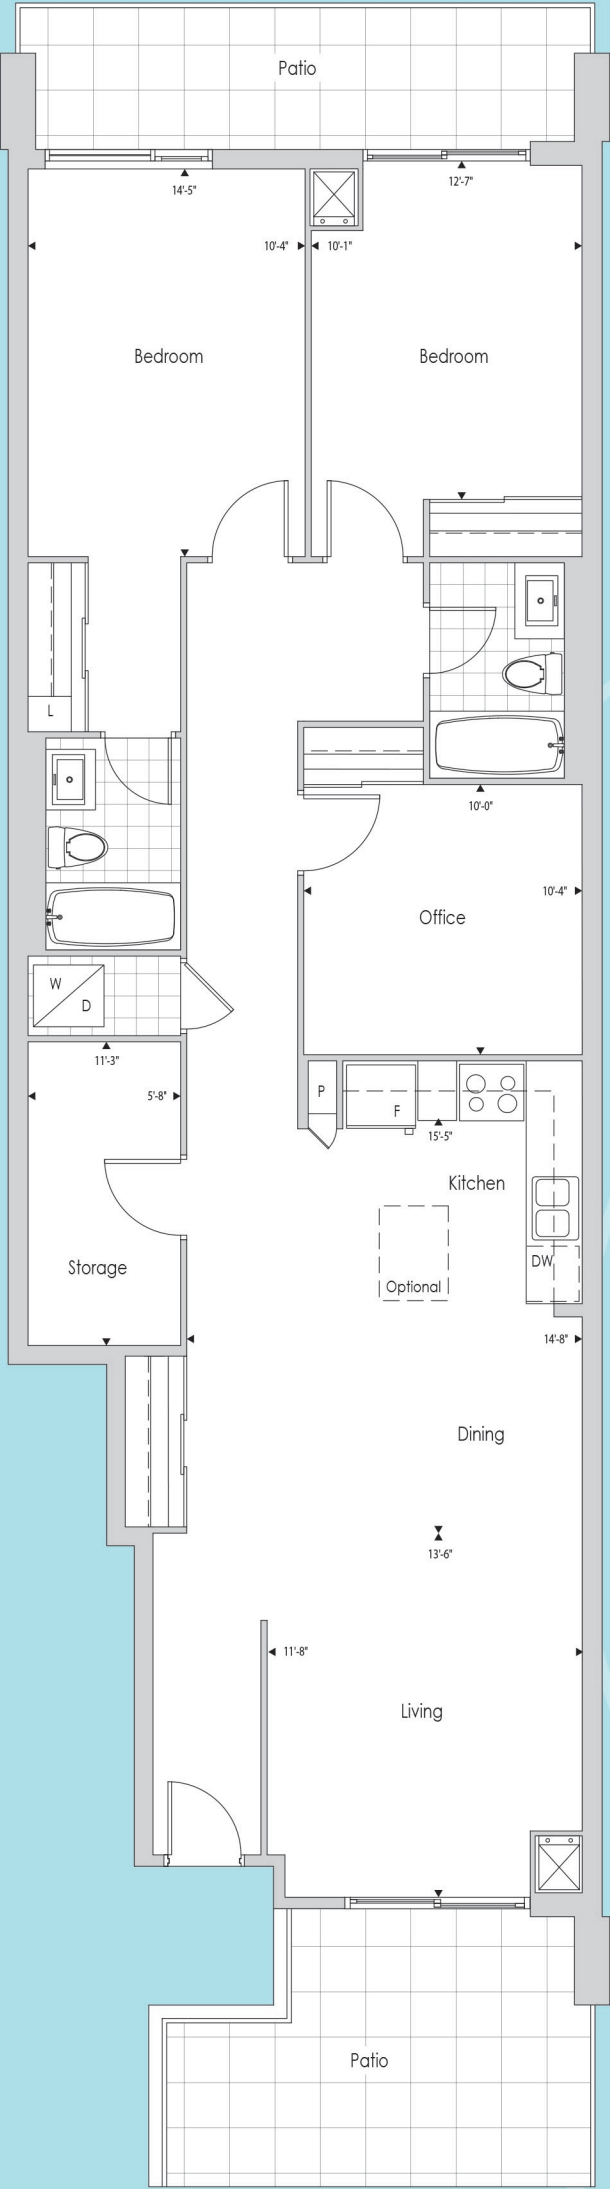 Patio
14'-5"
12'-7"
10'-4"
10'-1"
Bedroom
Bedroom
L
10'-0"
10'-4"
Office
W
D
11'-3"
5'-8"
P
F
15'-5"
Kitchen
DW
Storage
Optional
14'-8"
Dining
13'-6"
11'-8"
Living
Patio